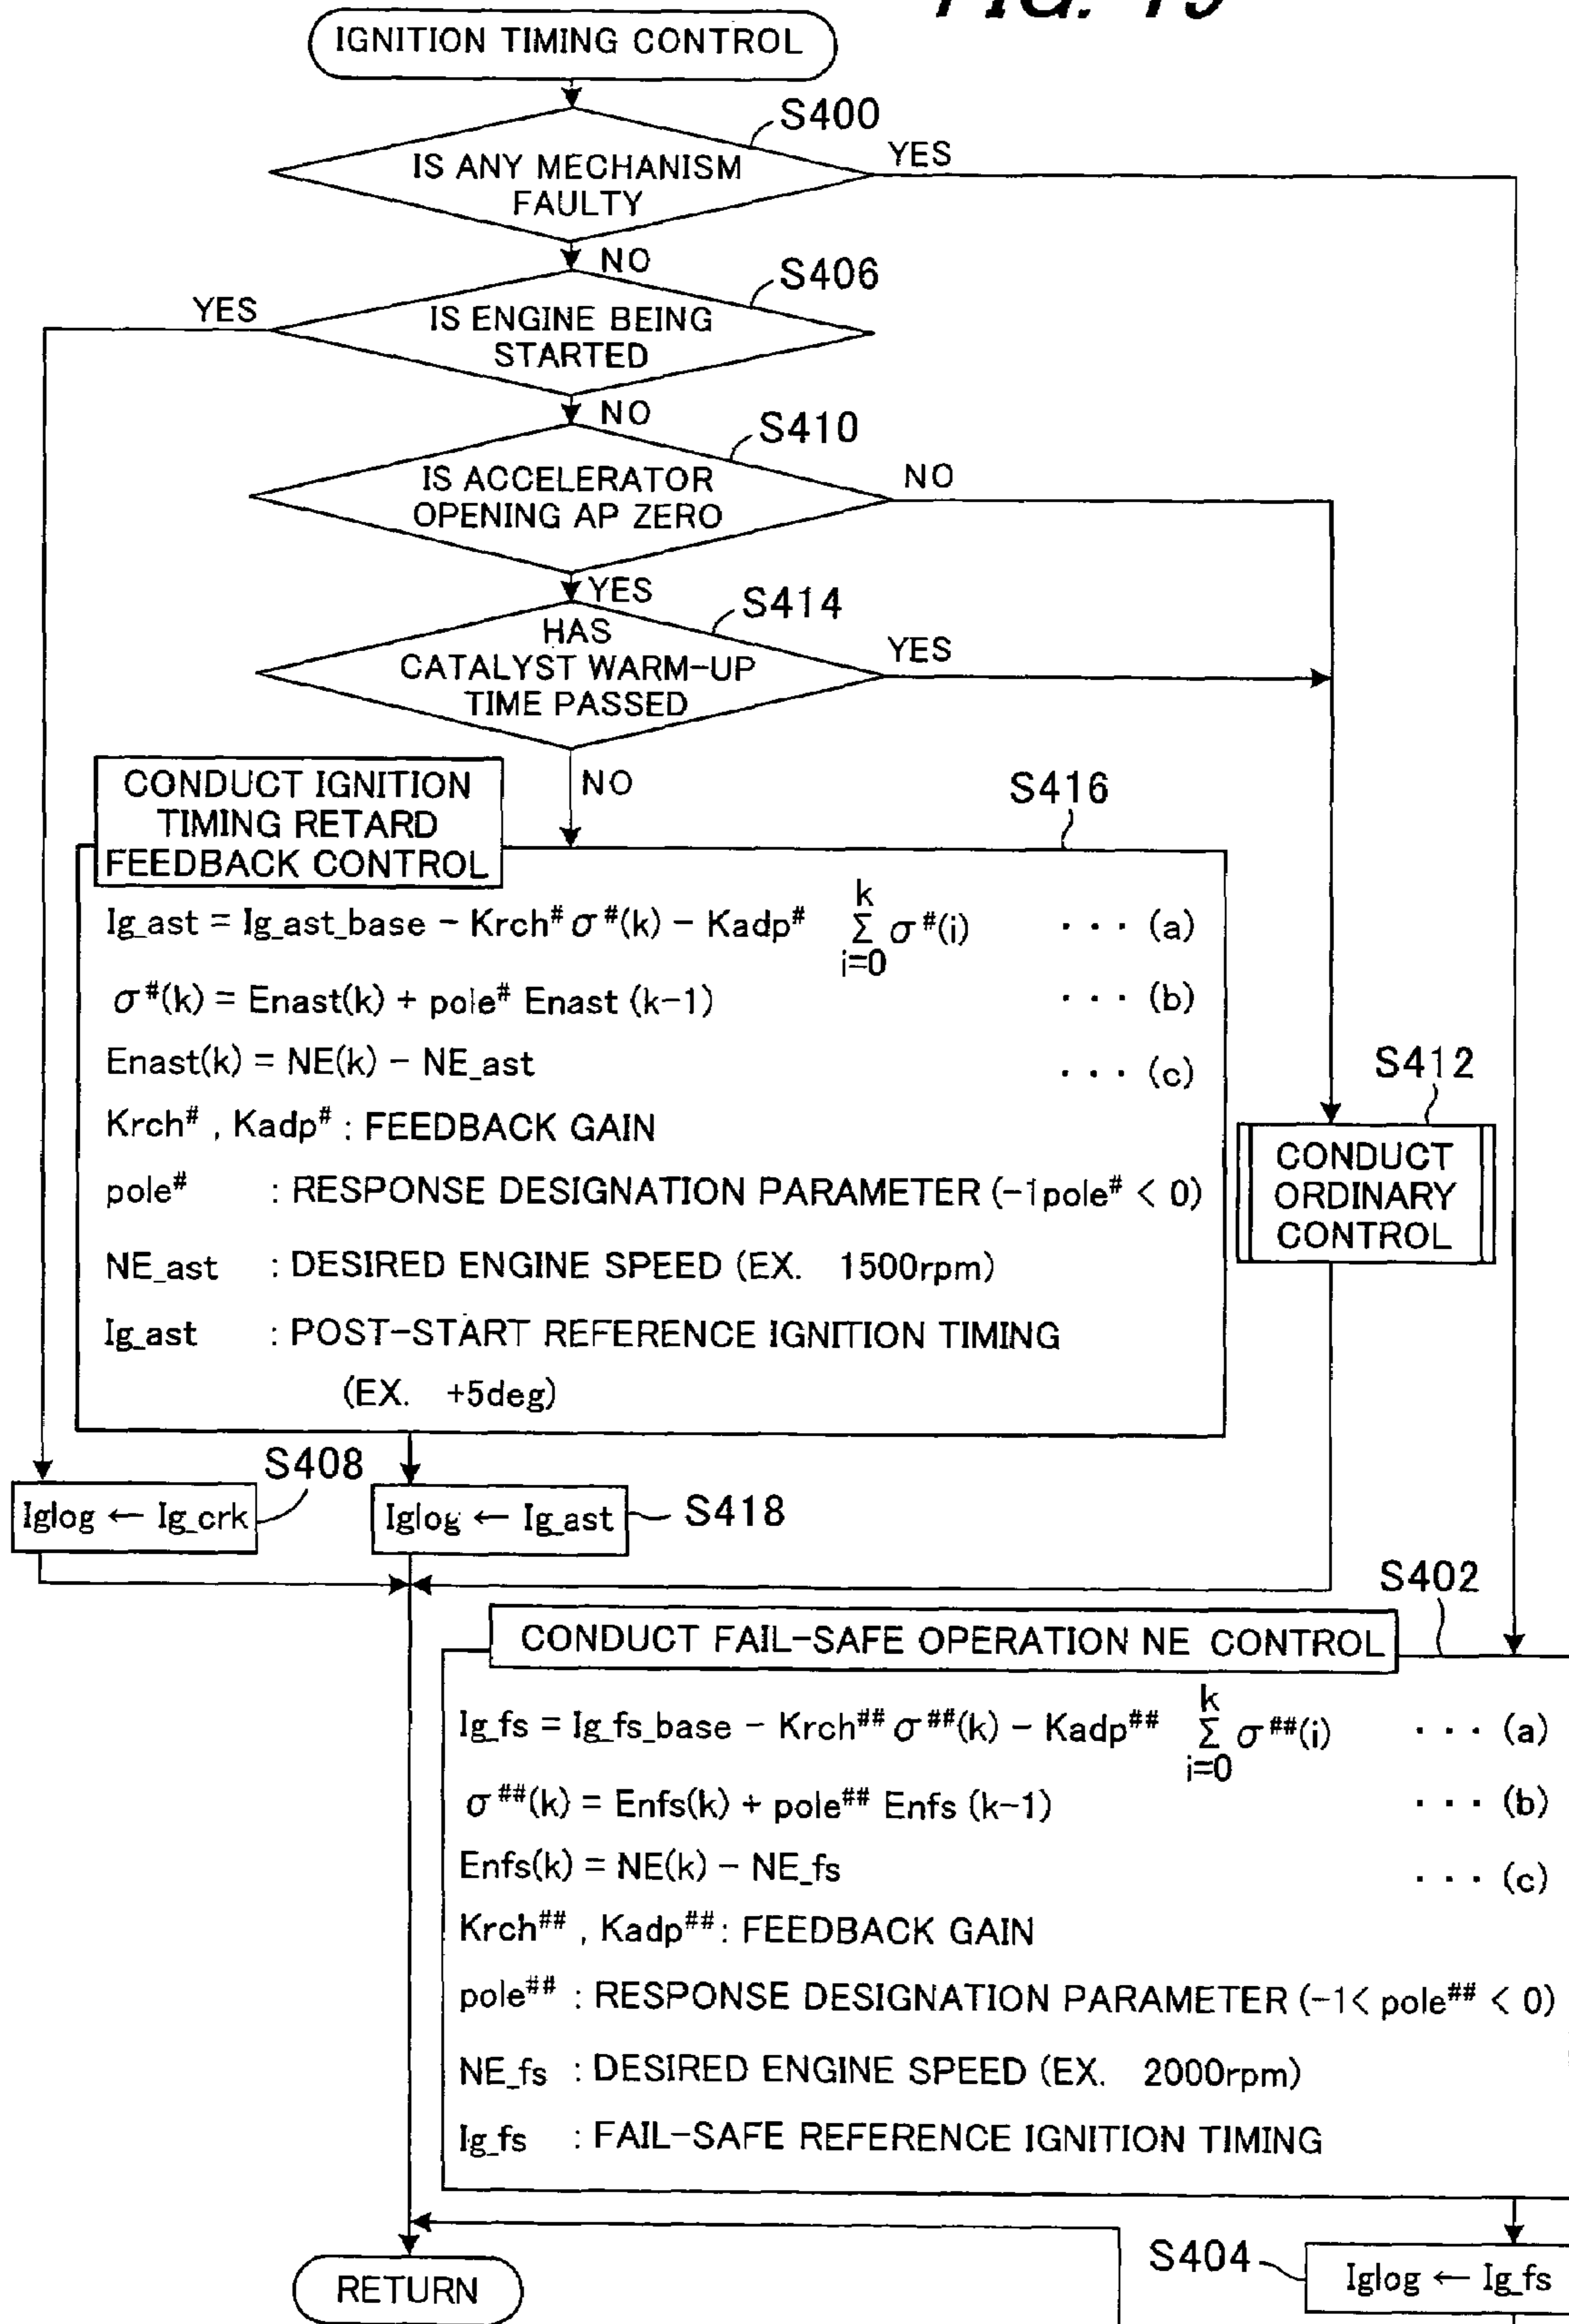 FIG. 19
IGNITION TIMING CONTROL
S400
IS ANY MECHANISM
FAULTY
YES
NO
S406
IS ENGINE BEING
STARTED
YES
NO
S410
IS ACCELERATOR
OPENING AP ZERO
NO
YES
S414
HAS
CATALYST WARM-UP
TIME PASSED
YES
NO
CONDUCT IGNITION
TIMING RETARD
FEEDBACK CONTROL
S416
Ig_ast = Ig_ast_base - Krch# σ#(k) - Kadp# k Σ i=0 σ#(i) ··· (a)
σ#(k) = Enast(k) + pole# Enast (k-1) ··· (b)
Enast(k) = NE(k) - NE_ast ··· (c)
Krch# , Kadp# : FEEDBACK GAIN
pole# : RESPONSE DESIGNATION PARAMETER (-1pole# < 0)
NE_ast : DESIRED ENGINE SPEED (EX. 1500rpm)
Ig_ast : POST-START REFERENCE IGNITION TIMING
(EX. +5deg)
S412
CONDUCT
ORDINARY
CONTROL
S408
Iglog ← Ig_crk
Iglog ← Ig_ast
S418
S402
CONDUCT FAIL-SAFE OPERATION NE CONTROL
Ig_fs = Ig_fs_base - Krch## σ##(k) - Kadp## k Σ i=0 σ##(i) ··· (a)
σ##(k) = Enfs(k) + pole## Enfs (k-1) ··· (b)
Enfs(k) = NE(k) - NE_fs ··· (c)
Krch## , Kadp## : FEEDBACK GAIN
pole## : RESPONSE DESIGNATION PARAMETER (-1< pole## < 0)
NE_fs : DESIRED ENGINE SPEED (EX. 2000rpm)
Ig_fs : FAIL-SAFE REFERENCE IGNITION TIMING
S404
Iglog ← Ig_fs
RETURN